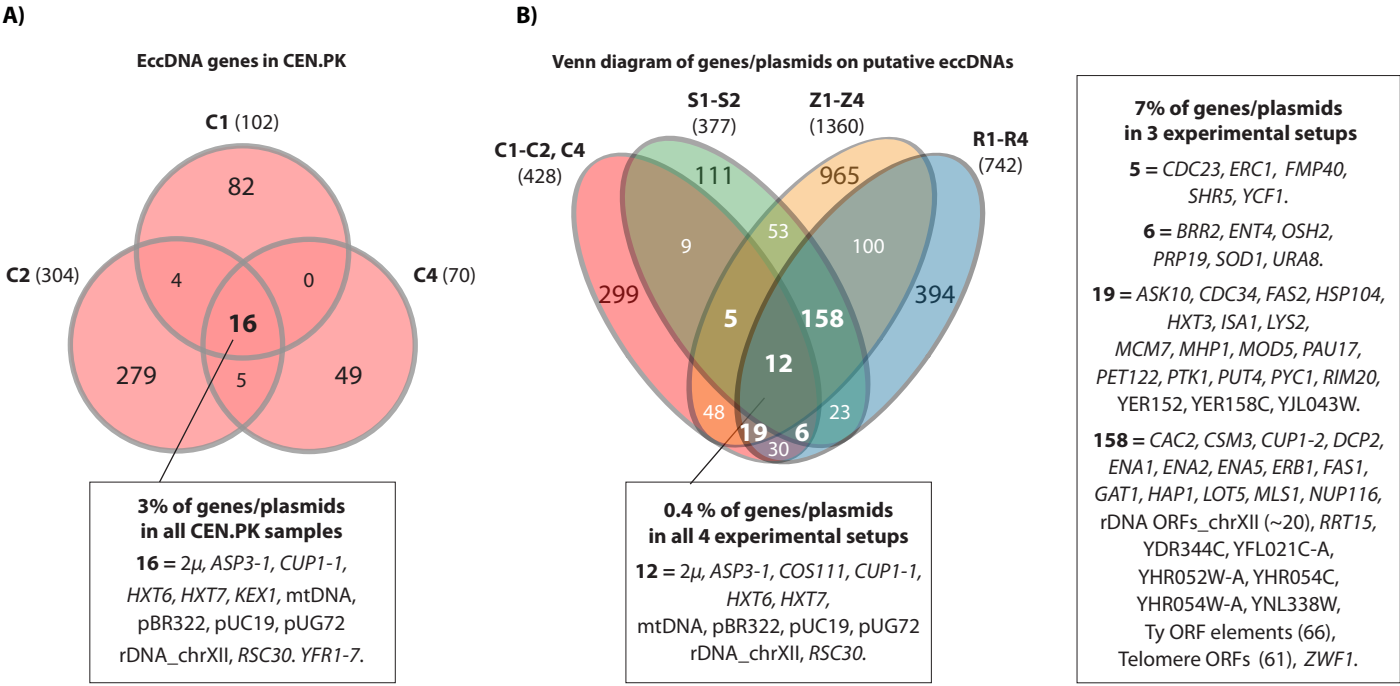 A)
EccDNA genes in CEN.PK
C1 (102)
82
C2 (304)
C4 (70)
4
0
16
279
5
49
3% of genes/plasmids
in all CEN.PK samples
16 = 2µ, ASP3-1, CUP1-1,
HXT6, HXT7, KEX1, mtDNA,
pBR322, pUC19, pUG72
rDNA_chrXII, RSC30. YFR1-7.
B)
Venn diagram of genes/plasmids on putative eccDNAs
S1-S2
(377)
Z1-Z4
(1360)
C1-C2, C4
(428)
R1-R4
(742)
111
965
53
9
100
299
394
5
158
12
48
23
19
6
30
0.4 % of genes/plasmids
in all 4 experimental setups
12 = 2µ, ASP3-1, COS111, CUP1-1,
HXT6, HXT7,
mtDNA, pBR322, pUC19, pUG72
rDNA_chrXII, RSC30.
7% of genes/plasmids
in 3 experimental setups
5 = CDC23, ERC1, FMP40,
SHR5, YCF1.
6 = BRR2, ENT4, OSH2,
PRP19, SOD1, URA8.
19 = ASK10, CDC34, FAS2, HSP104,
HXT3, ISA1, LYS2,
MCM7, MHP1, MOD5, PAU17,
PET122, PTK1, PUT4, PYC1, RIM20,
YER152, YER158C, YJL043W.
158 = CAC2, CSM3, CUP1-2, DCP2,
ENA1, ENA2, ENA5, ERB1, FAS1,
GAT1, HAP1, LOT5, MLS1, NUP116,
rDNA ORFs_chrXII (~20), RRT15,
YDR344C, YFL021C-A,
YHR052W-A, YHR054C,
YHR054W-A, YNL338W,
Ty ORF elements (66),
Telomere ORFs (61), ZWF1.